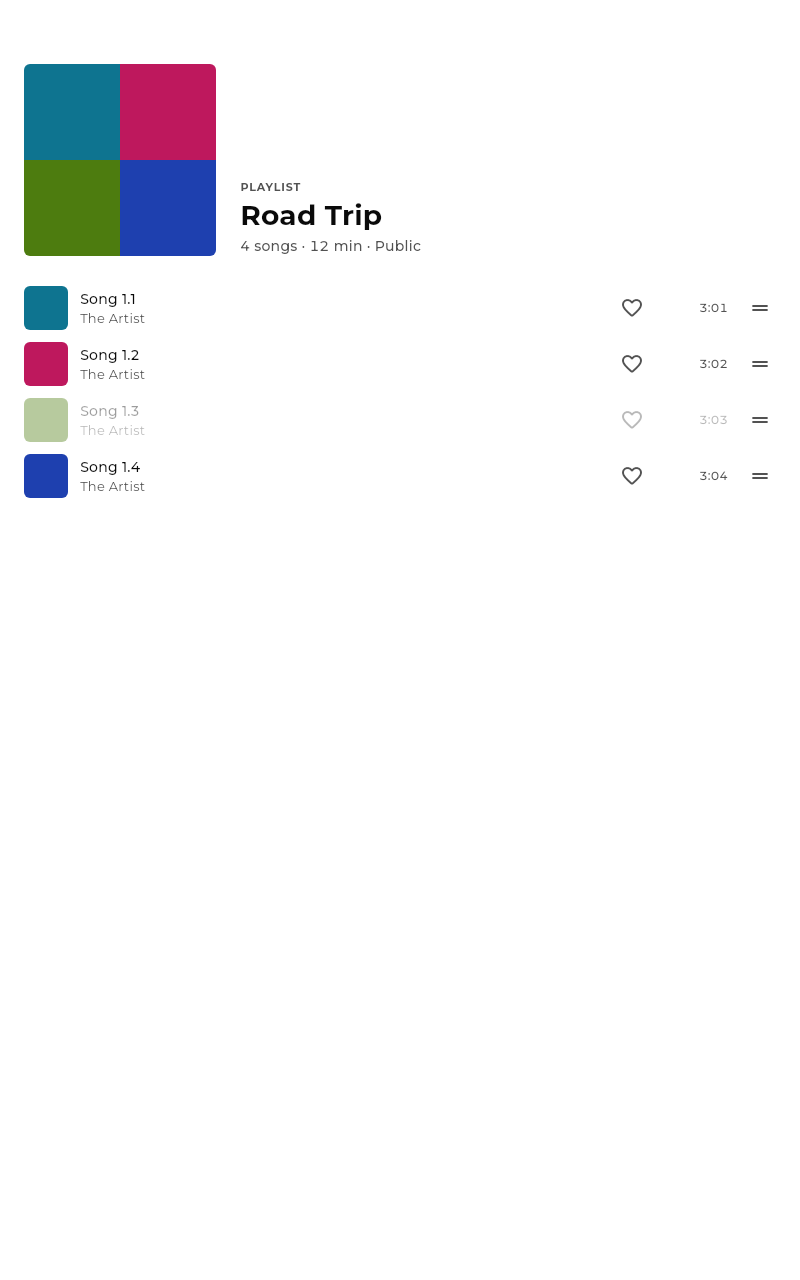 PLAYLIST
Road Trip
4 songs · 12 min · Public
Song 1.1
The Artist
3:01
Song 1.2
The Artist
3:02
Song 1.3
The Artist
3:03
Song 1.4
The Artist
3:04